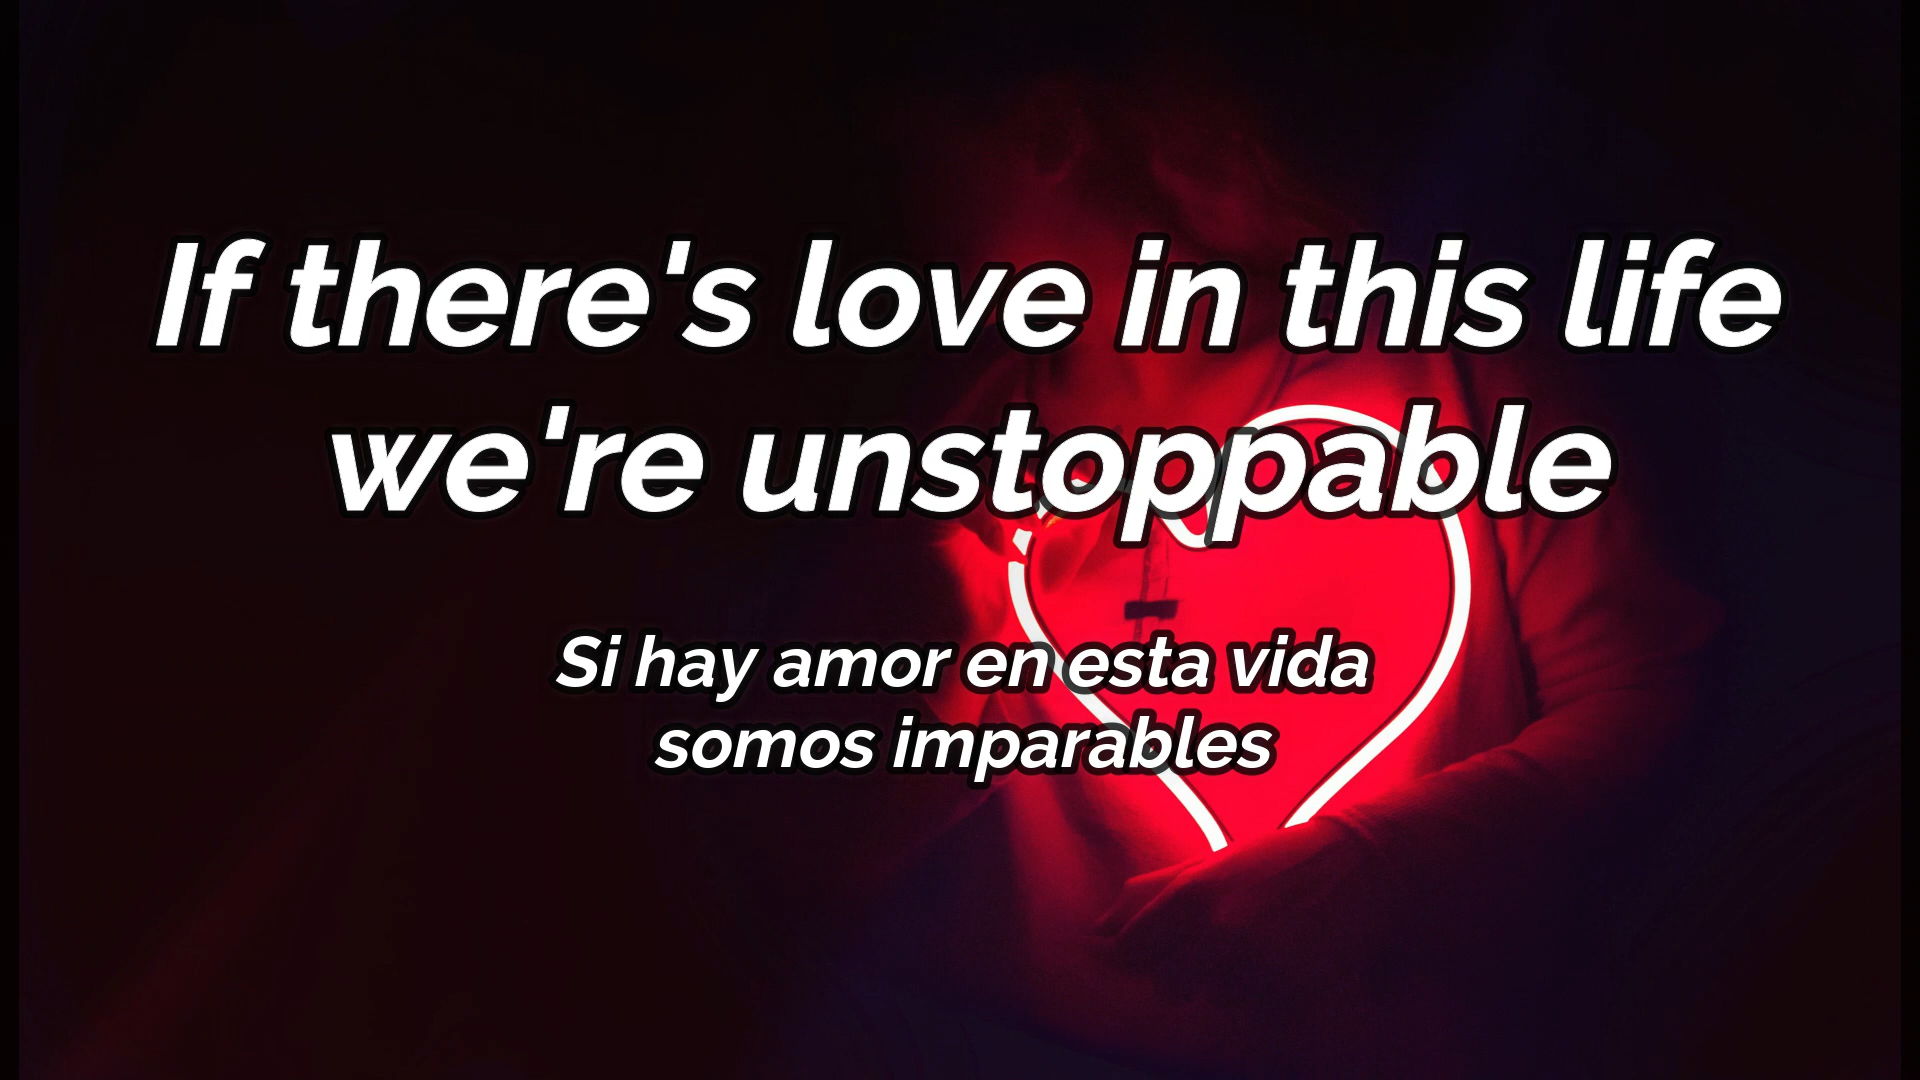 If there's love in this life
we're unstoppable
Si hay amor en esta vida
somos imparables